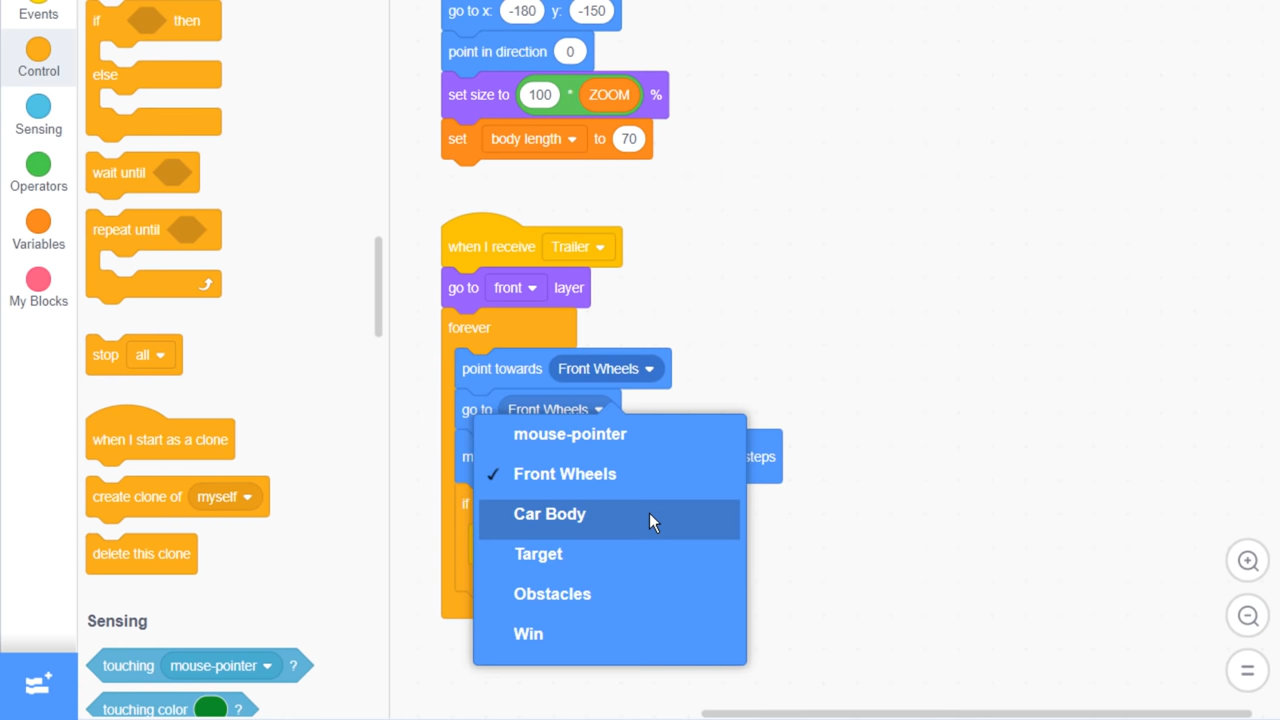 Events
Control
Sensing
Operators
Variables
My Blocks
if then
else
wait until
repeat until
stop all
when I start as a clone
create clone of myself
delete this clone
Sensing
touching mouse-pointer ?
touching color ?
go to x: -180 y: -150
point in direction 0
set size to 100 * ZOOM %
set body length to 70
when I receive Trailer
go to front layer
forever
point towards Front Wheels
go to Front Wheels
steps
if
mouse-pointer
✓ Front Wheels
Car Body
Target
Obstacles
Win